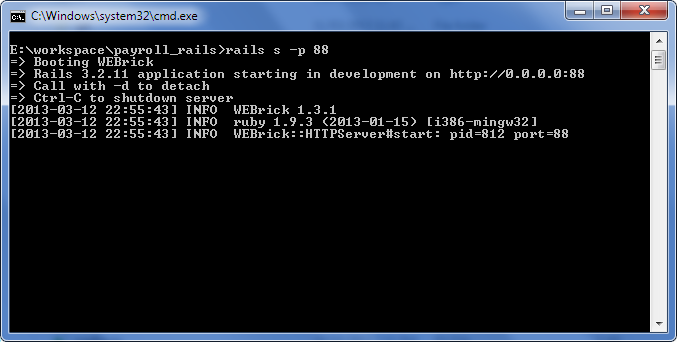 C:\Windows\system32\cmd.exe
E:\workspace\payroll_rails>rails s -p 88
=> Booting WEBrick
=> Rails 3.2.11 application starting in development on http://0.0.0.0:88
=> Call with -d to detach
=> Ctrl-C to shutdown server
[2013-03-12 22:55:43] INFO  WEBrick 1.3.1
[2013-03-12 22:55:43] INFO  ruby 1.9.3 (2013-01-15) [i386-mingw32]
[2013-03-12 22:55:43] INFO  WEBrick::HTTPServer#start: pid=812 port=88